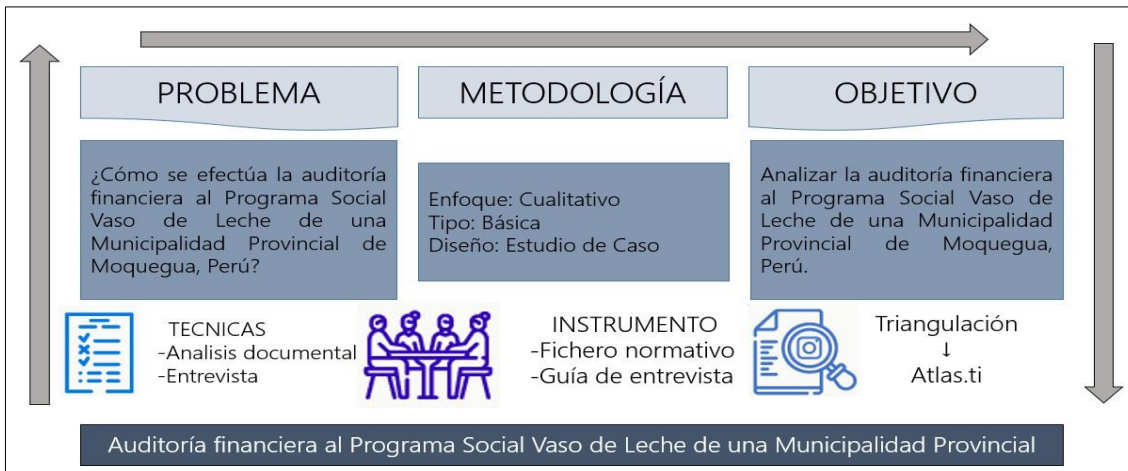 PROBLEMA
METODOLOGÍA
OBJETIVO
¿Cómo se efectúa la auditoría
financiera al Programa Social
Vaso de Leche de una
Municipalidad Provincial de
Moquegua, Perú?
Enfoque: Cualitativo
Tipo: Básica
Diseño: Estudio de Caso
Analizar la auditoría financiera
al Programa Social Vaso de
Leche de una Municipalidad
Provincial de Moquegua,
Perú.
TECNICAS
-Analisis documental
-Entrevista
INSTRUMENTO
-Fichero normativo
-Guía de entrevista
Triangulación
↓
Atlas.ti
Auditoría financiera al Programa Social Vaso de Leche de una Municipalidad Provincial